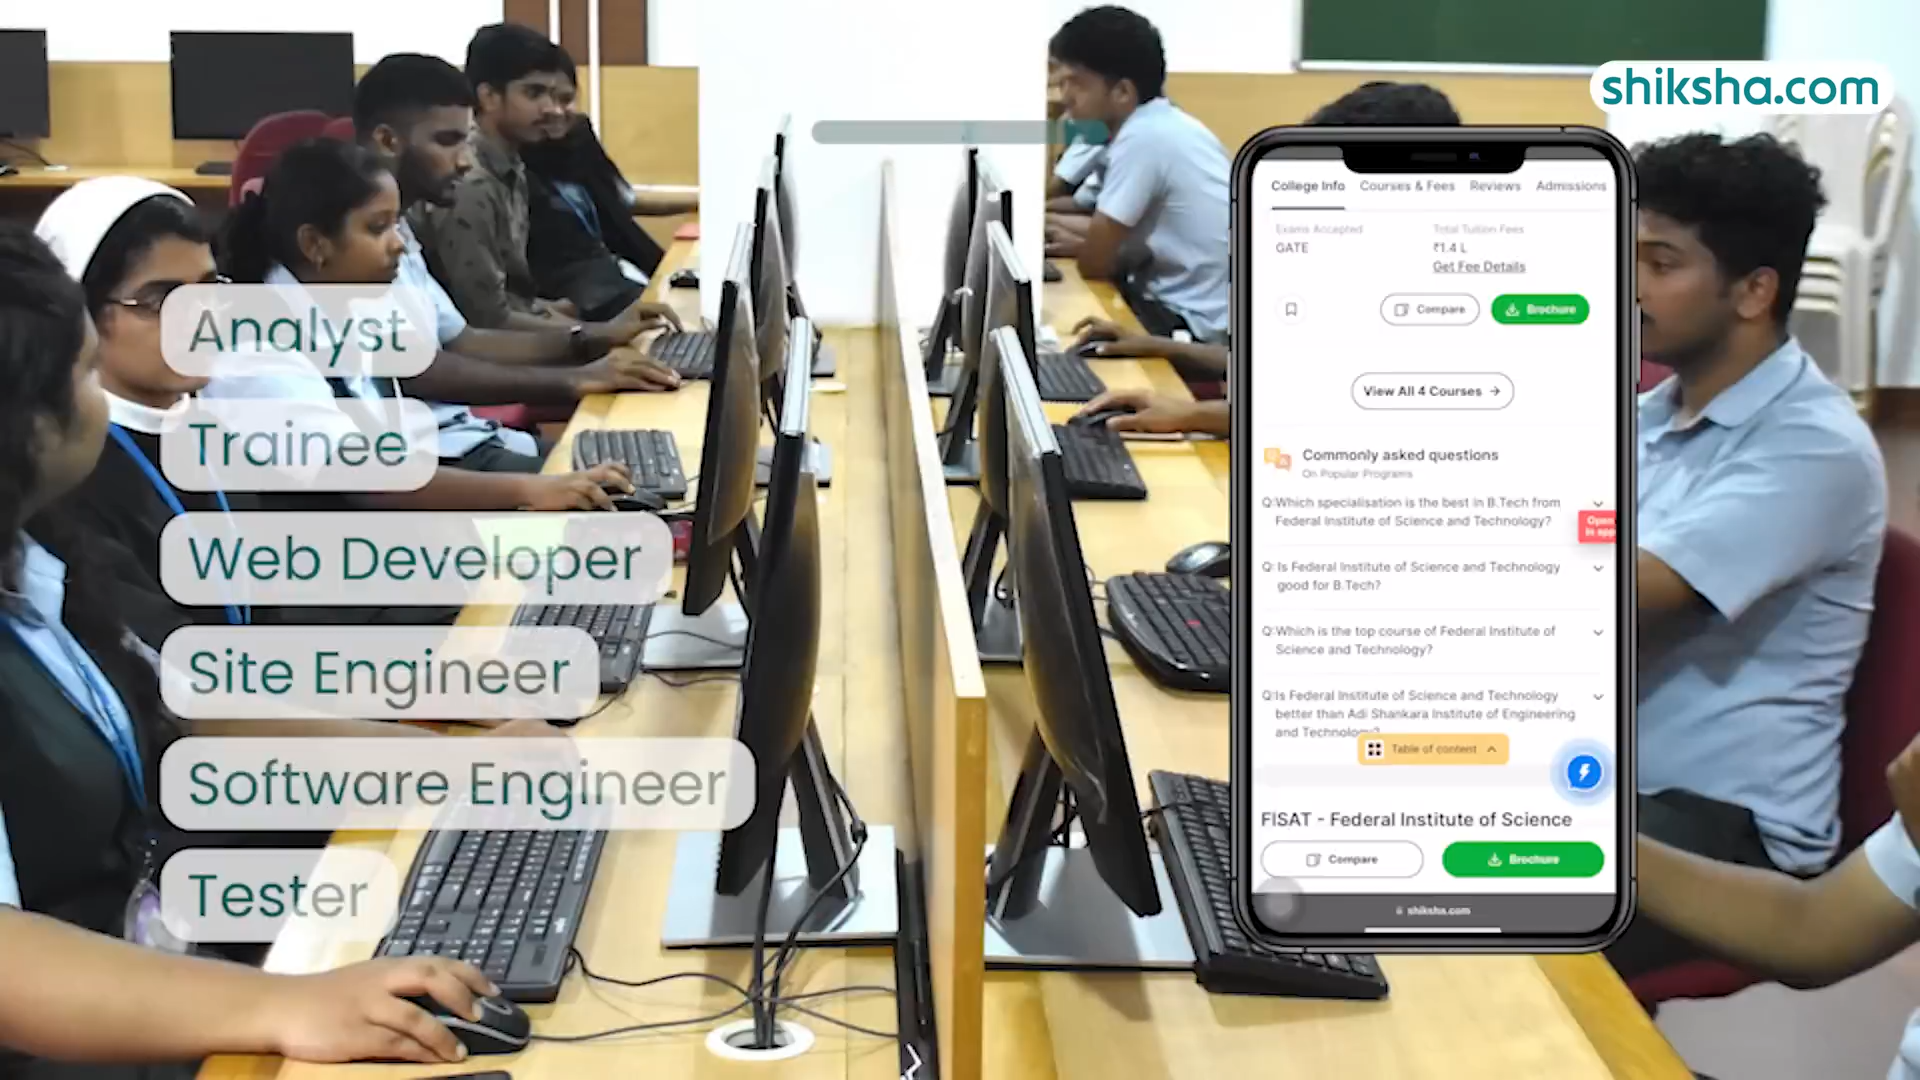 shiksha.com
Analyst
Trainee
Web Developer
Site Engineer
Software Engineer
Tester
College Info Courses & Fees Reviews Admissions
Exams Accepted Total Tuition Fees
GATE ₹1.4 L
Get Fee Details
Compare Brochure
View All 4 Courses →
Commonly asked questions
On Popular Programs
Q: Which specialisation is the best in B.Tech from
Federal Institute of Science and Technology?
Open
in app
Q: Is Federal Institute of Science and Technology
good for B.Tech?
Q: Which is the top course of Federal Institute of
Science and Technology?
Q: Is Federal Institute of Science and Technology
better than Adi Shankara Institute of Engineering
and Technology?
Table of content
FISAT - Federal Institute of Science
Compare Brochure
shiksha.com